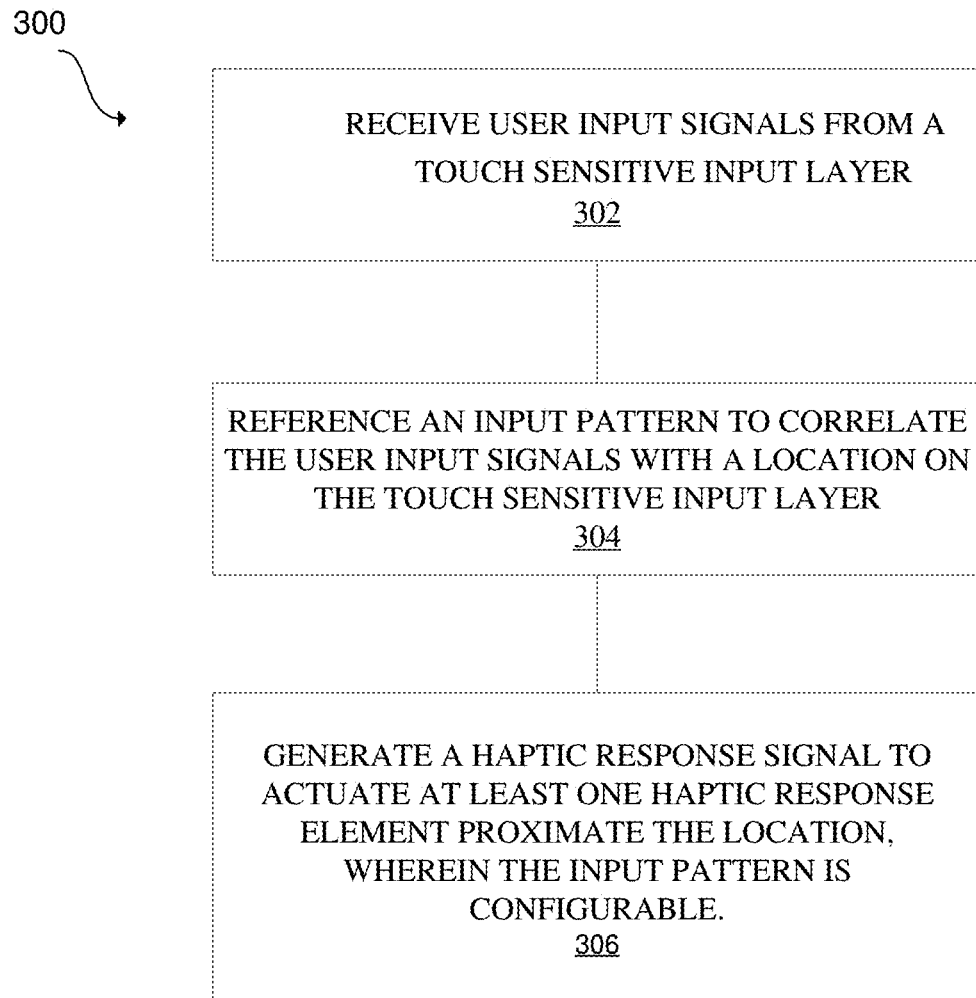 300
RECEIVE USER INPUT SIGNALS FROM A
TOUCH SENSITIVE INPUT LAYER
302
REFERENCE AN INPUT PATTERN TO CORRELATE
THE USER INPUT SIGNALS WITH A LOCATION ON
THE TOUCH SENSITIVE INPUT LAYER
304
GENERATE A HAPTIC RESPONSE SIGNAL TO
ACTUATE AT LEAST ONE HAPTIC RESPONSE
ELEMENT PROXIMATE THE LOCATION,
WHEREIN THE INPUT PATTERN IS
CONFIGURABLE.
306